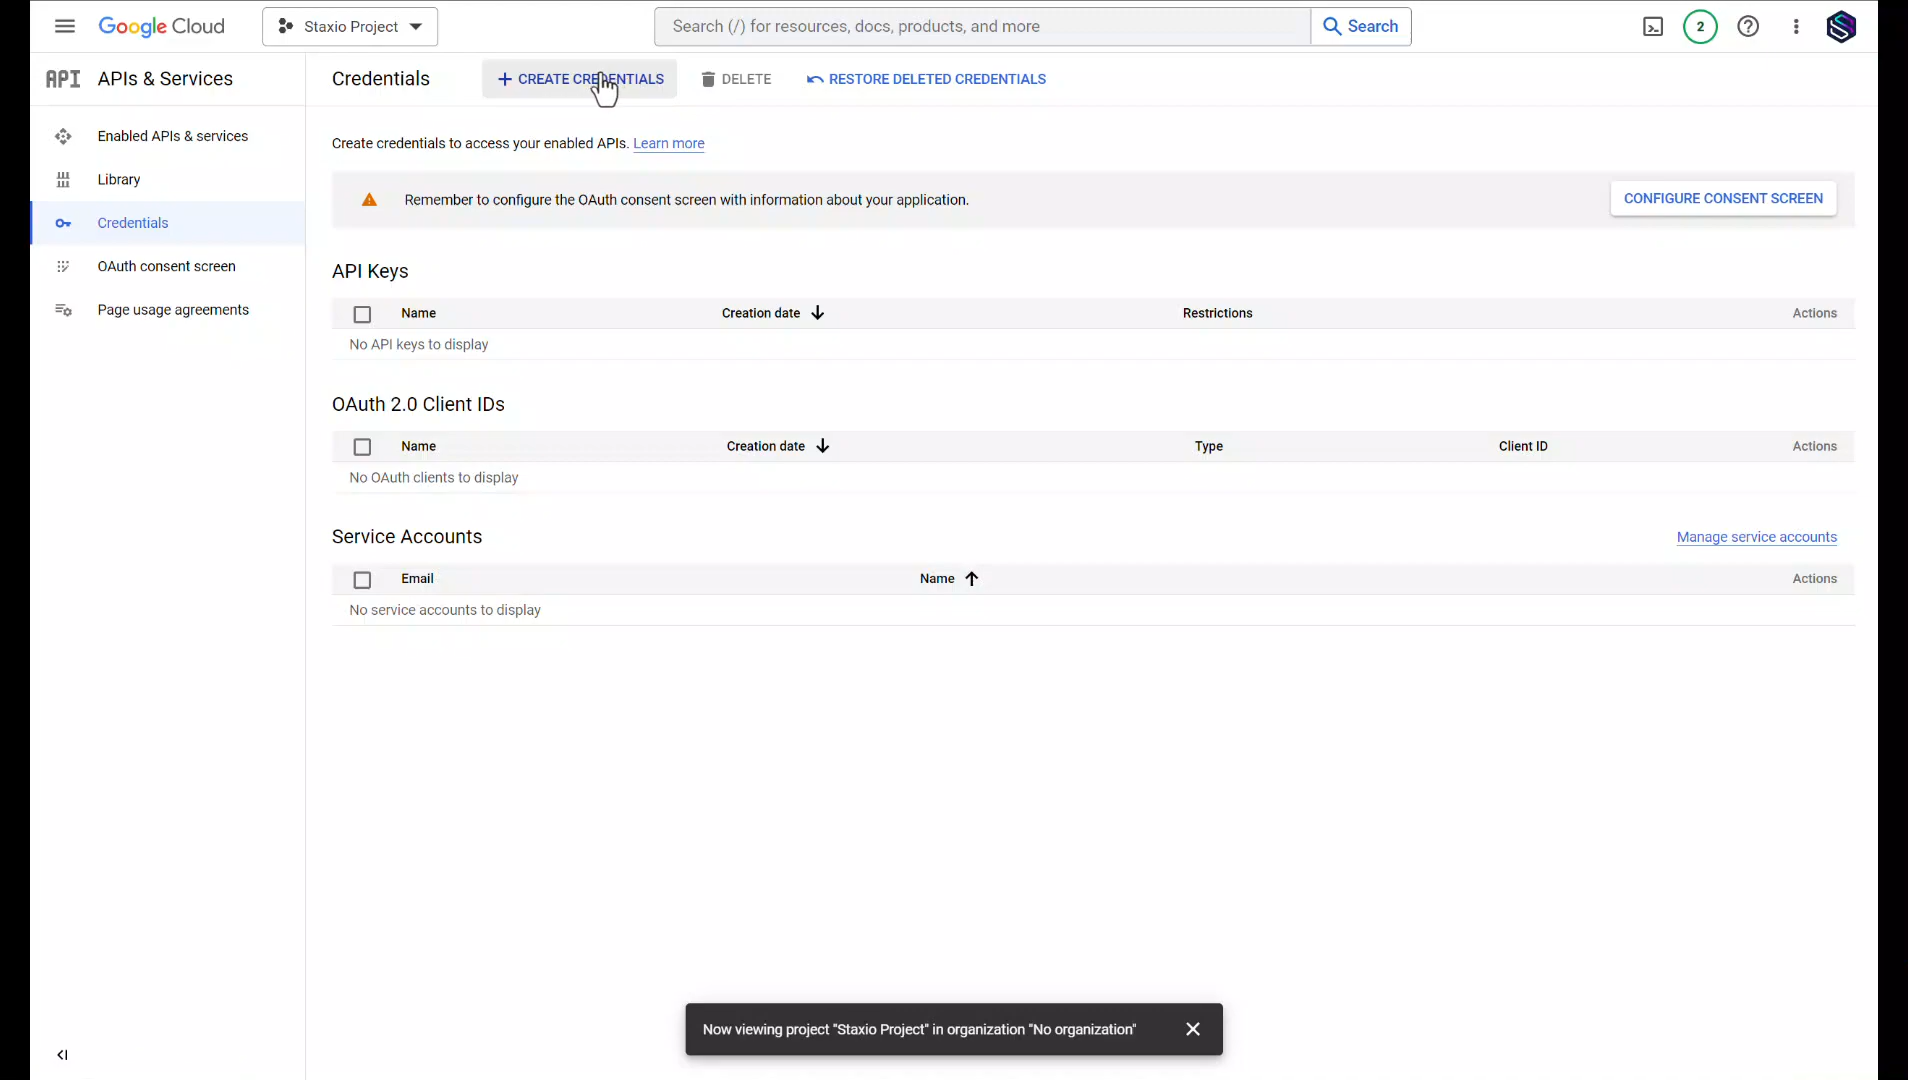 Google Cloud
Staxio Project
Search (/) for resources, docs, products, and more
Search
2
API
APIs & Services
Credentials
CREATE CREDENTIALS
DELETE
RESTORE DELETED CREDENTIALS
Enabled APIs & services
Library
Credentials
OAuth consent screen
Page usage agreements
Create credentials to access your enabled APIs. Learn more
Remember to configure the OAuth consent screen with information about your application.
CONFIGURE CONSENT SCREEN
API Keys
Name Creation date Restrictions Actions
No API keys to display
OAuth 2.0 Client IDs
Name Creation date Type Client ID Actions
No OAuth clients to display
Service Accounts
Manage service accounts
Email Name Actions
No service accounts to display
Now viewing project "Staxio Project" in organization "No organization"